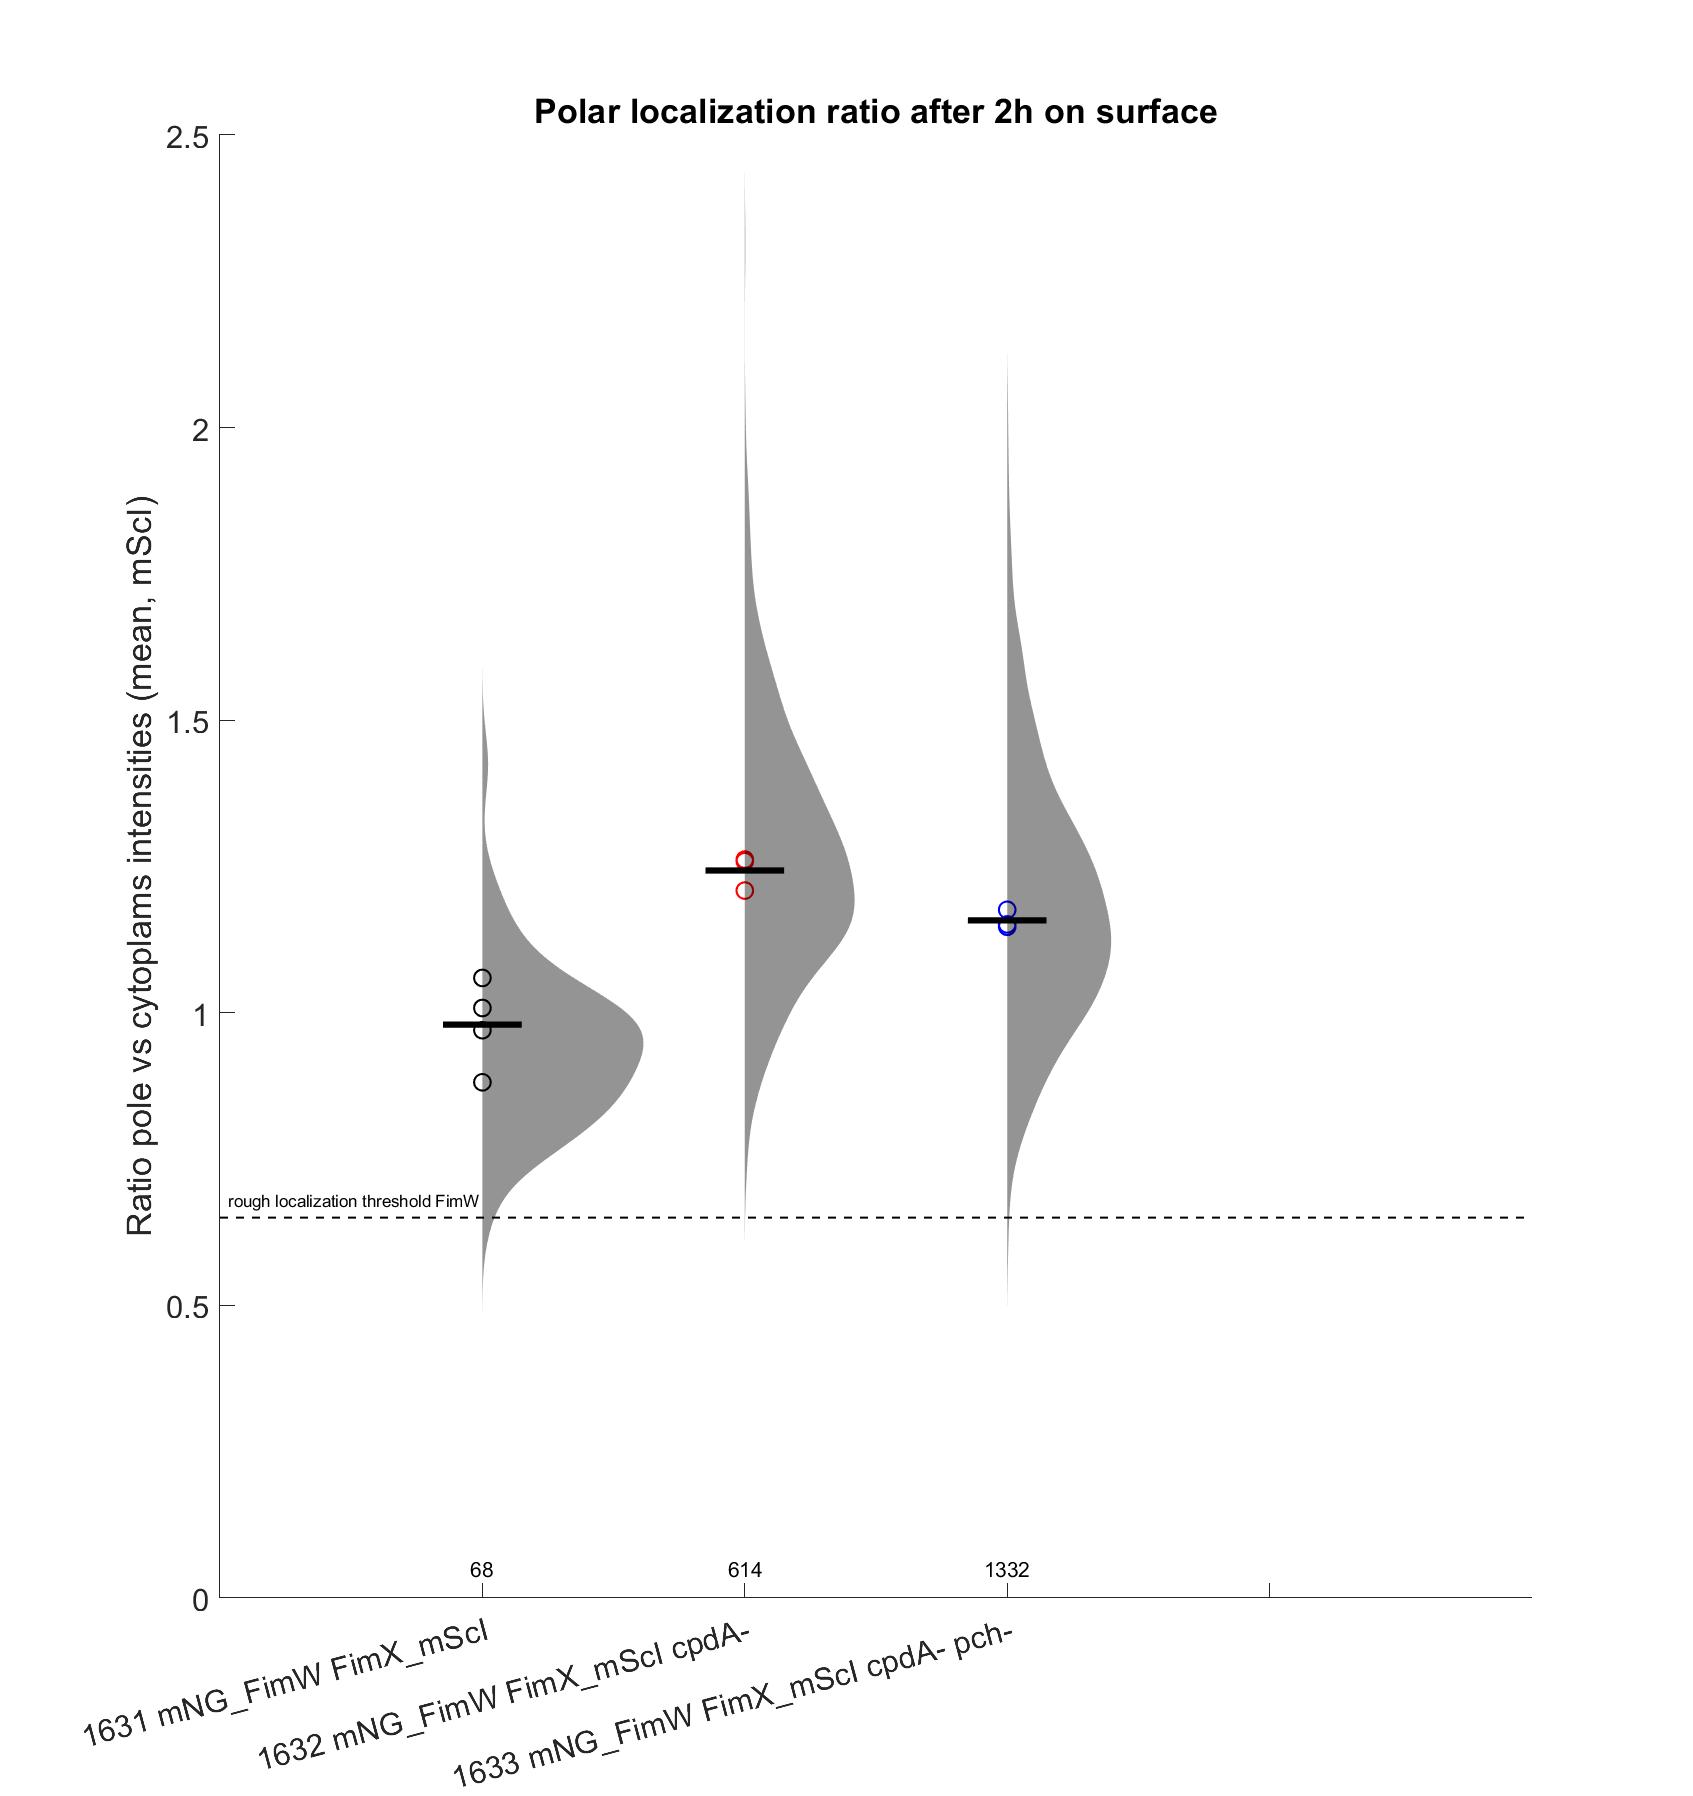 Polar localization ratio after 2h on surface
Ratio pole vs cytoplams intensities (mean, mScI)
2.5
2
1.5
1
0.5
0
rough localization threshold FimW
68
614
1332
1631 mNG_FimW FimX_mScI
1632 mNG_FimW FimX_mScI cpdA-
1633 mNG_FimW FimX_mScI cpdA- pch-